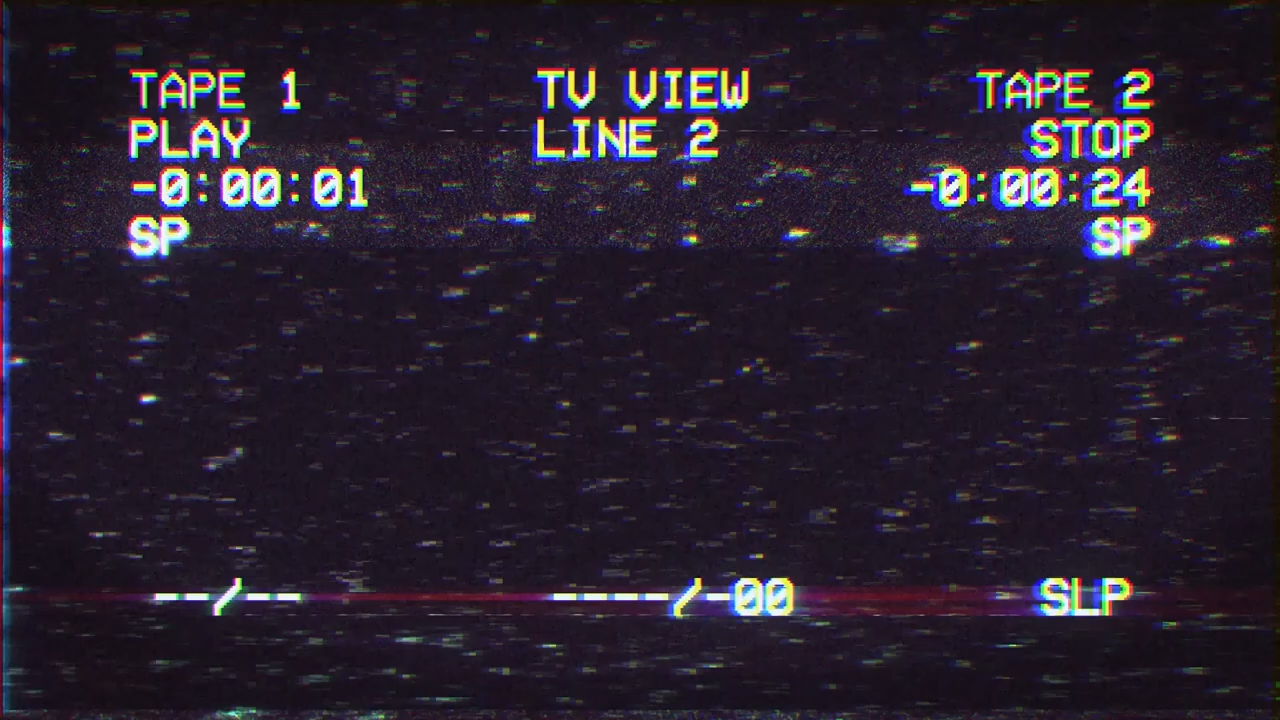 TAPE 1 TV VIEW TAPE 2
PLAY LINE 2 STOP
-0:00:01 -0:00:24
SP SP
--/-- ----/-00 SLP